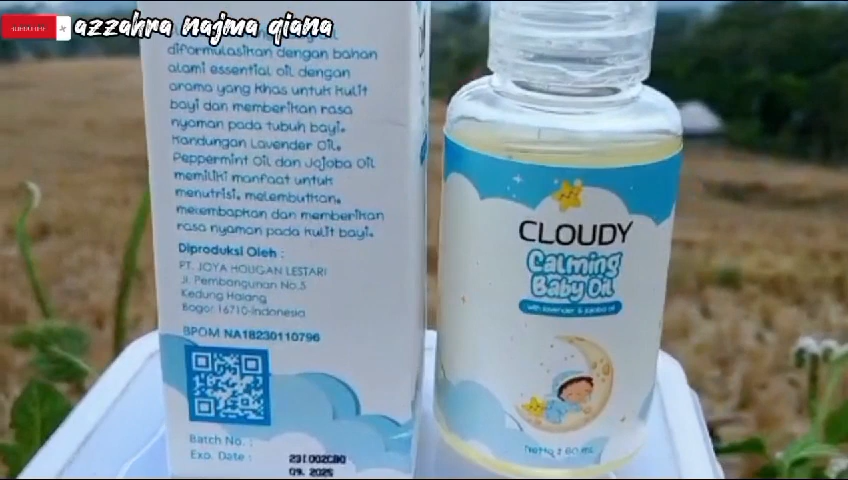 SUBSCRIBE
azzahra najma qiana
diformulasikan dengan bahan
alami essential oil dengan
aroma yang khas untuk kulit
bayi dan memberikan rasa
nyaman pada tubuh bayi.
Kandungan Lavender Oil,
Peppermint Oil dan Jojoba Oil
memiliki manfaat untuk
menutrisi, melembutkan,
melembapkan dan memberikan
rasa nyaman pada kulit bayi.
Diproduksi Oleh :
PT. JOYA HOUGAN LESTARI
Jl. Pembangunan No.5
Kedung Halang
Bogor 16710-Indonesia
BPOM NA18230110796
Batch No. :
Exp. Date :
231002CBO
09. 2025
CLOUDY
Calming
Baby Oil
with lavender & jojoba oil
Netto : 60 mL